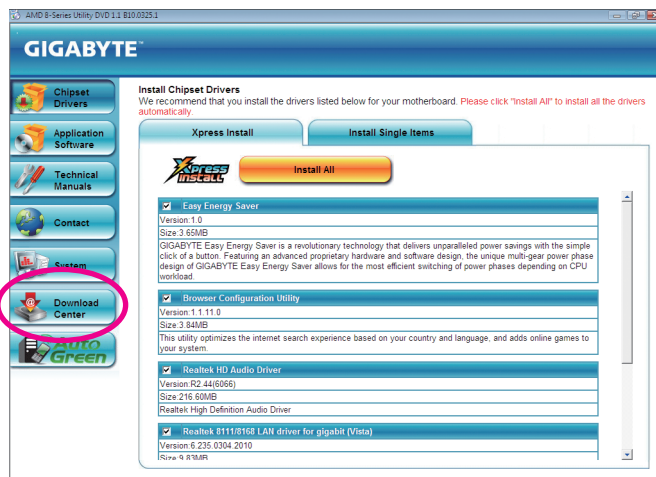 AMD 8-Series Utility DVD 1.1 B10.0325.1
GIGABYTE™
Chipset
Drivers
Application
Software
Technical
Manuals
Contact
System
Download
Center
Auto
Green
Install Chipset Drivers
We recommend that you install the drivers listed below for your motherboard. Please click "Install All" to install all the drivers
automatically.
Xpress Install
Install Single Items
Xpress
Install
Install All
Easy Energy Saver
Version:1.0
Size:3.65MB
GIGABYTE Easy Energy Saver is a revolutionary technology that delivers unparalleled power savings with the simple
click of a button. Featuring an advanced proprietary hardware and software design, the unique multi-gear power phase
design of GIGABYTE Easy Energy Saver allows for the most efficient switching of power phases depending on CPU
workload.
Browser Configuration Utility
Version:1.1.11.0
Size:3.84MB
This utility optimizes the internet search experience based on your country and language, and adds online games to
your system.
Realtek HD Audio Driver
Version:R2.44(6066)
Size:216.60MB
Realtek High Definition Audio Driver
Realtek 8111/8168 LAN driver for gigabit (Vista)
Version:6.235.0304.2010
Size:9.83MB